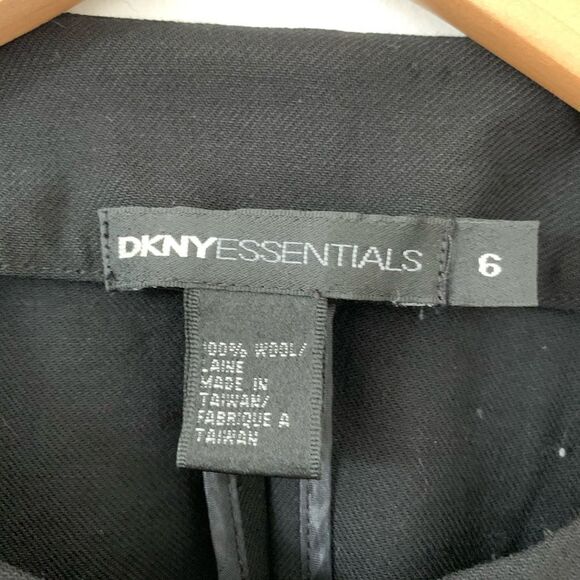 DKNYESSENTIALS 6
100% WOOL/
LAINE
MADE IN
TAIWAN/
FABRIQUE A
TAIWAN